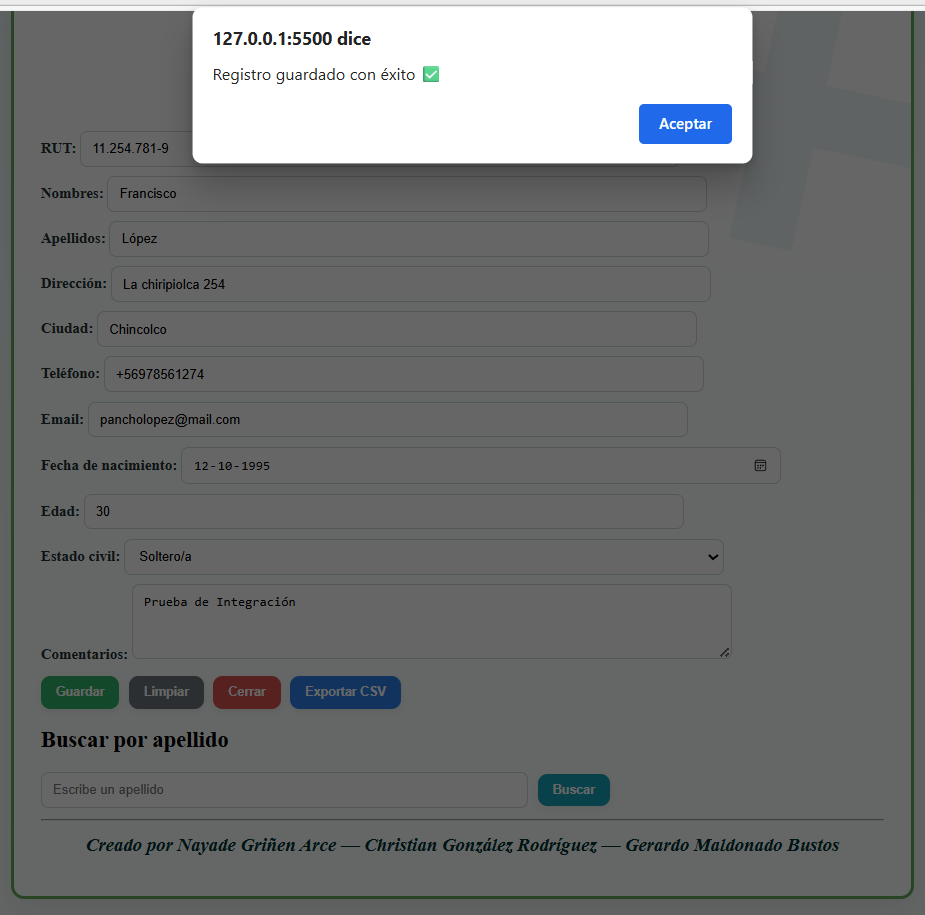 127.0.0.1:5500 dice
Registro guardado con éxito ✅
Aceptar
RUT: 11.254.781-9
Nombres: Francisco
Apellidos: López
Dirección: La chiripiolca 254
Ciudad: Chincolco
Teléfono: +56978561274
Email: pancholopez@mail.com
Fecha de nacimiento: 12-10-1995
Edad: 30
Estado civil: Soltero/a
Prueba de Integración
Comentarios:
Guardar Limpiar Cerrar Exportar CSV
Buscar por apellido
Escribe un apellido Buscar
Creado por Nayade Griñen Arce — Christian González Rodríguez — Gerardo Maldonado Bustos